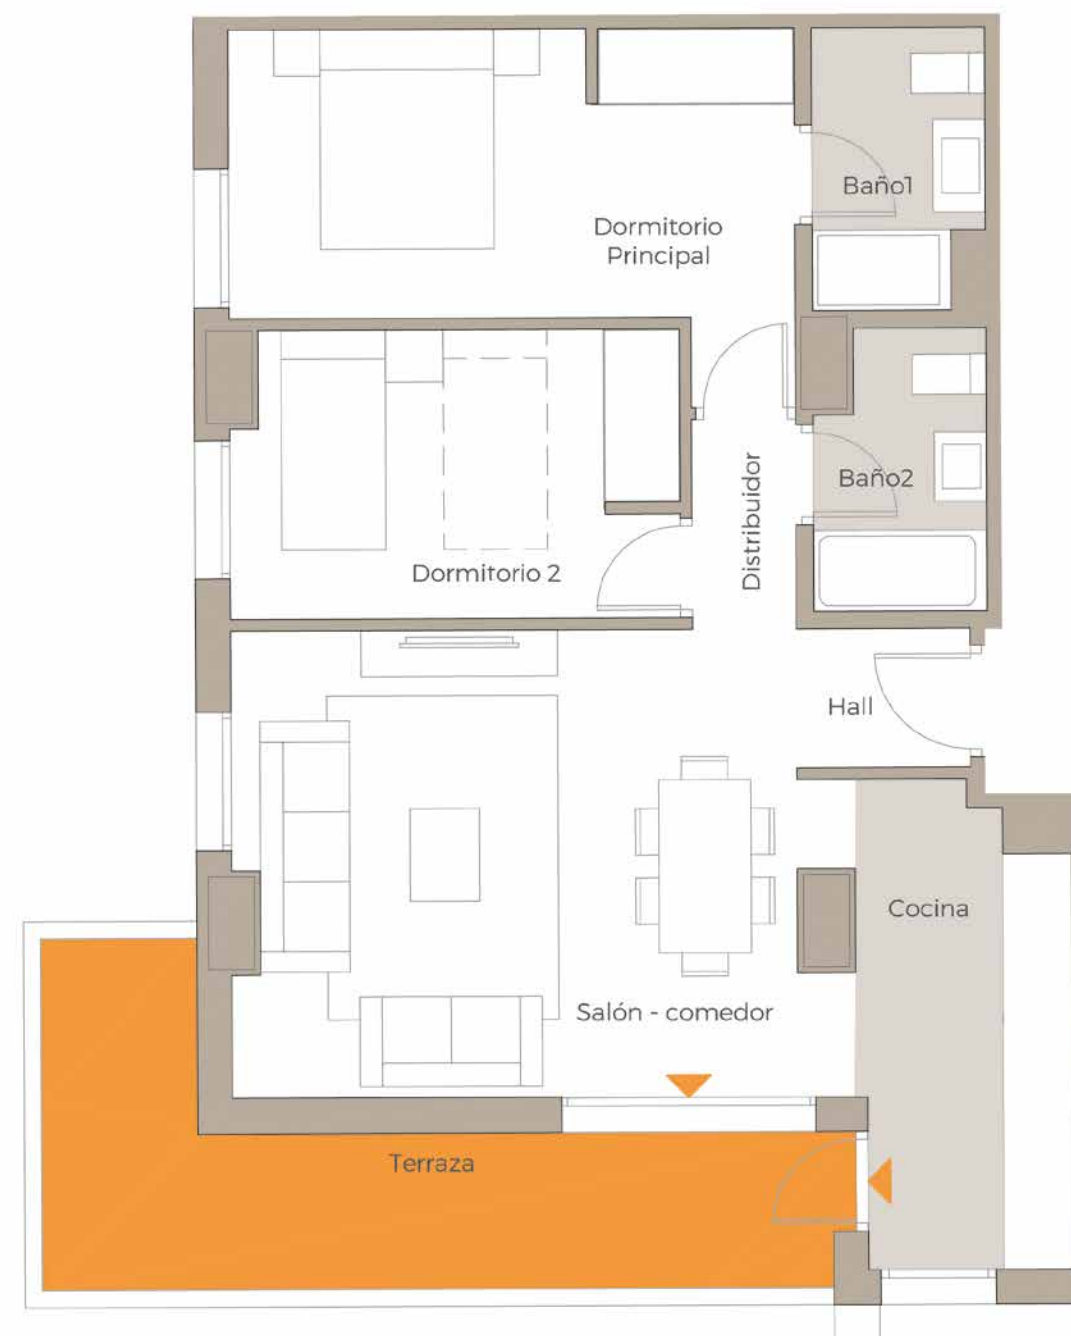 Baño1
Dormitorio
Principal
Distribuidor
Baño2
Dormitorio 2
Hall
Cocina
Salón - comedor
Terraza